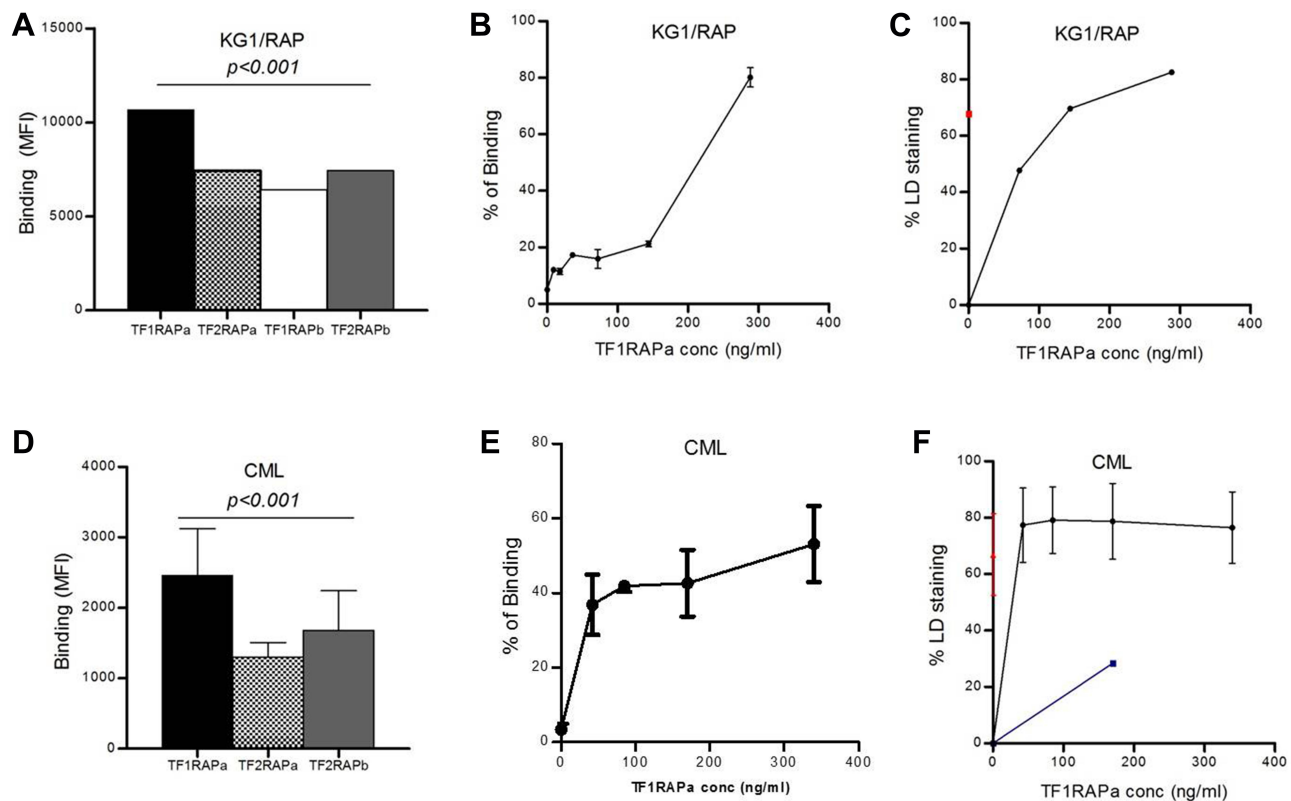 A
15000
10000
5000
0
Binding (MFI)
KG1/RAP
p<0.001
TF1RAPa TF2RAPa TF1RAPb TF2RAPb
B
100
80
60
40
20
0
% of Binding
KG1/RAP
0 100 200 300 400
TF1RAPa conc (ng/ml)
C
100
80
60
40
20
0
% LD staining
KG1/RAP
0 100 200 300 400
TF1RAPa conc (ng/ml)
D
4000
3000
2000
1000
0
Binding (MFI)
CML
p<0.001
TF1RAPa TF2RAPa TF2RAPb
E
80
60
40
20
0
% of Binding
CML
0 100 200 300 400
TF1RAPa conc (ng/ml)
F
100
80
60
40
20
0
% LD staining
CML
0 100 200 300 400
TF1RAPa conc (ng/ml)